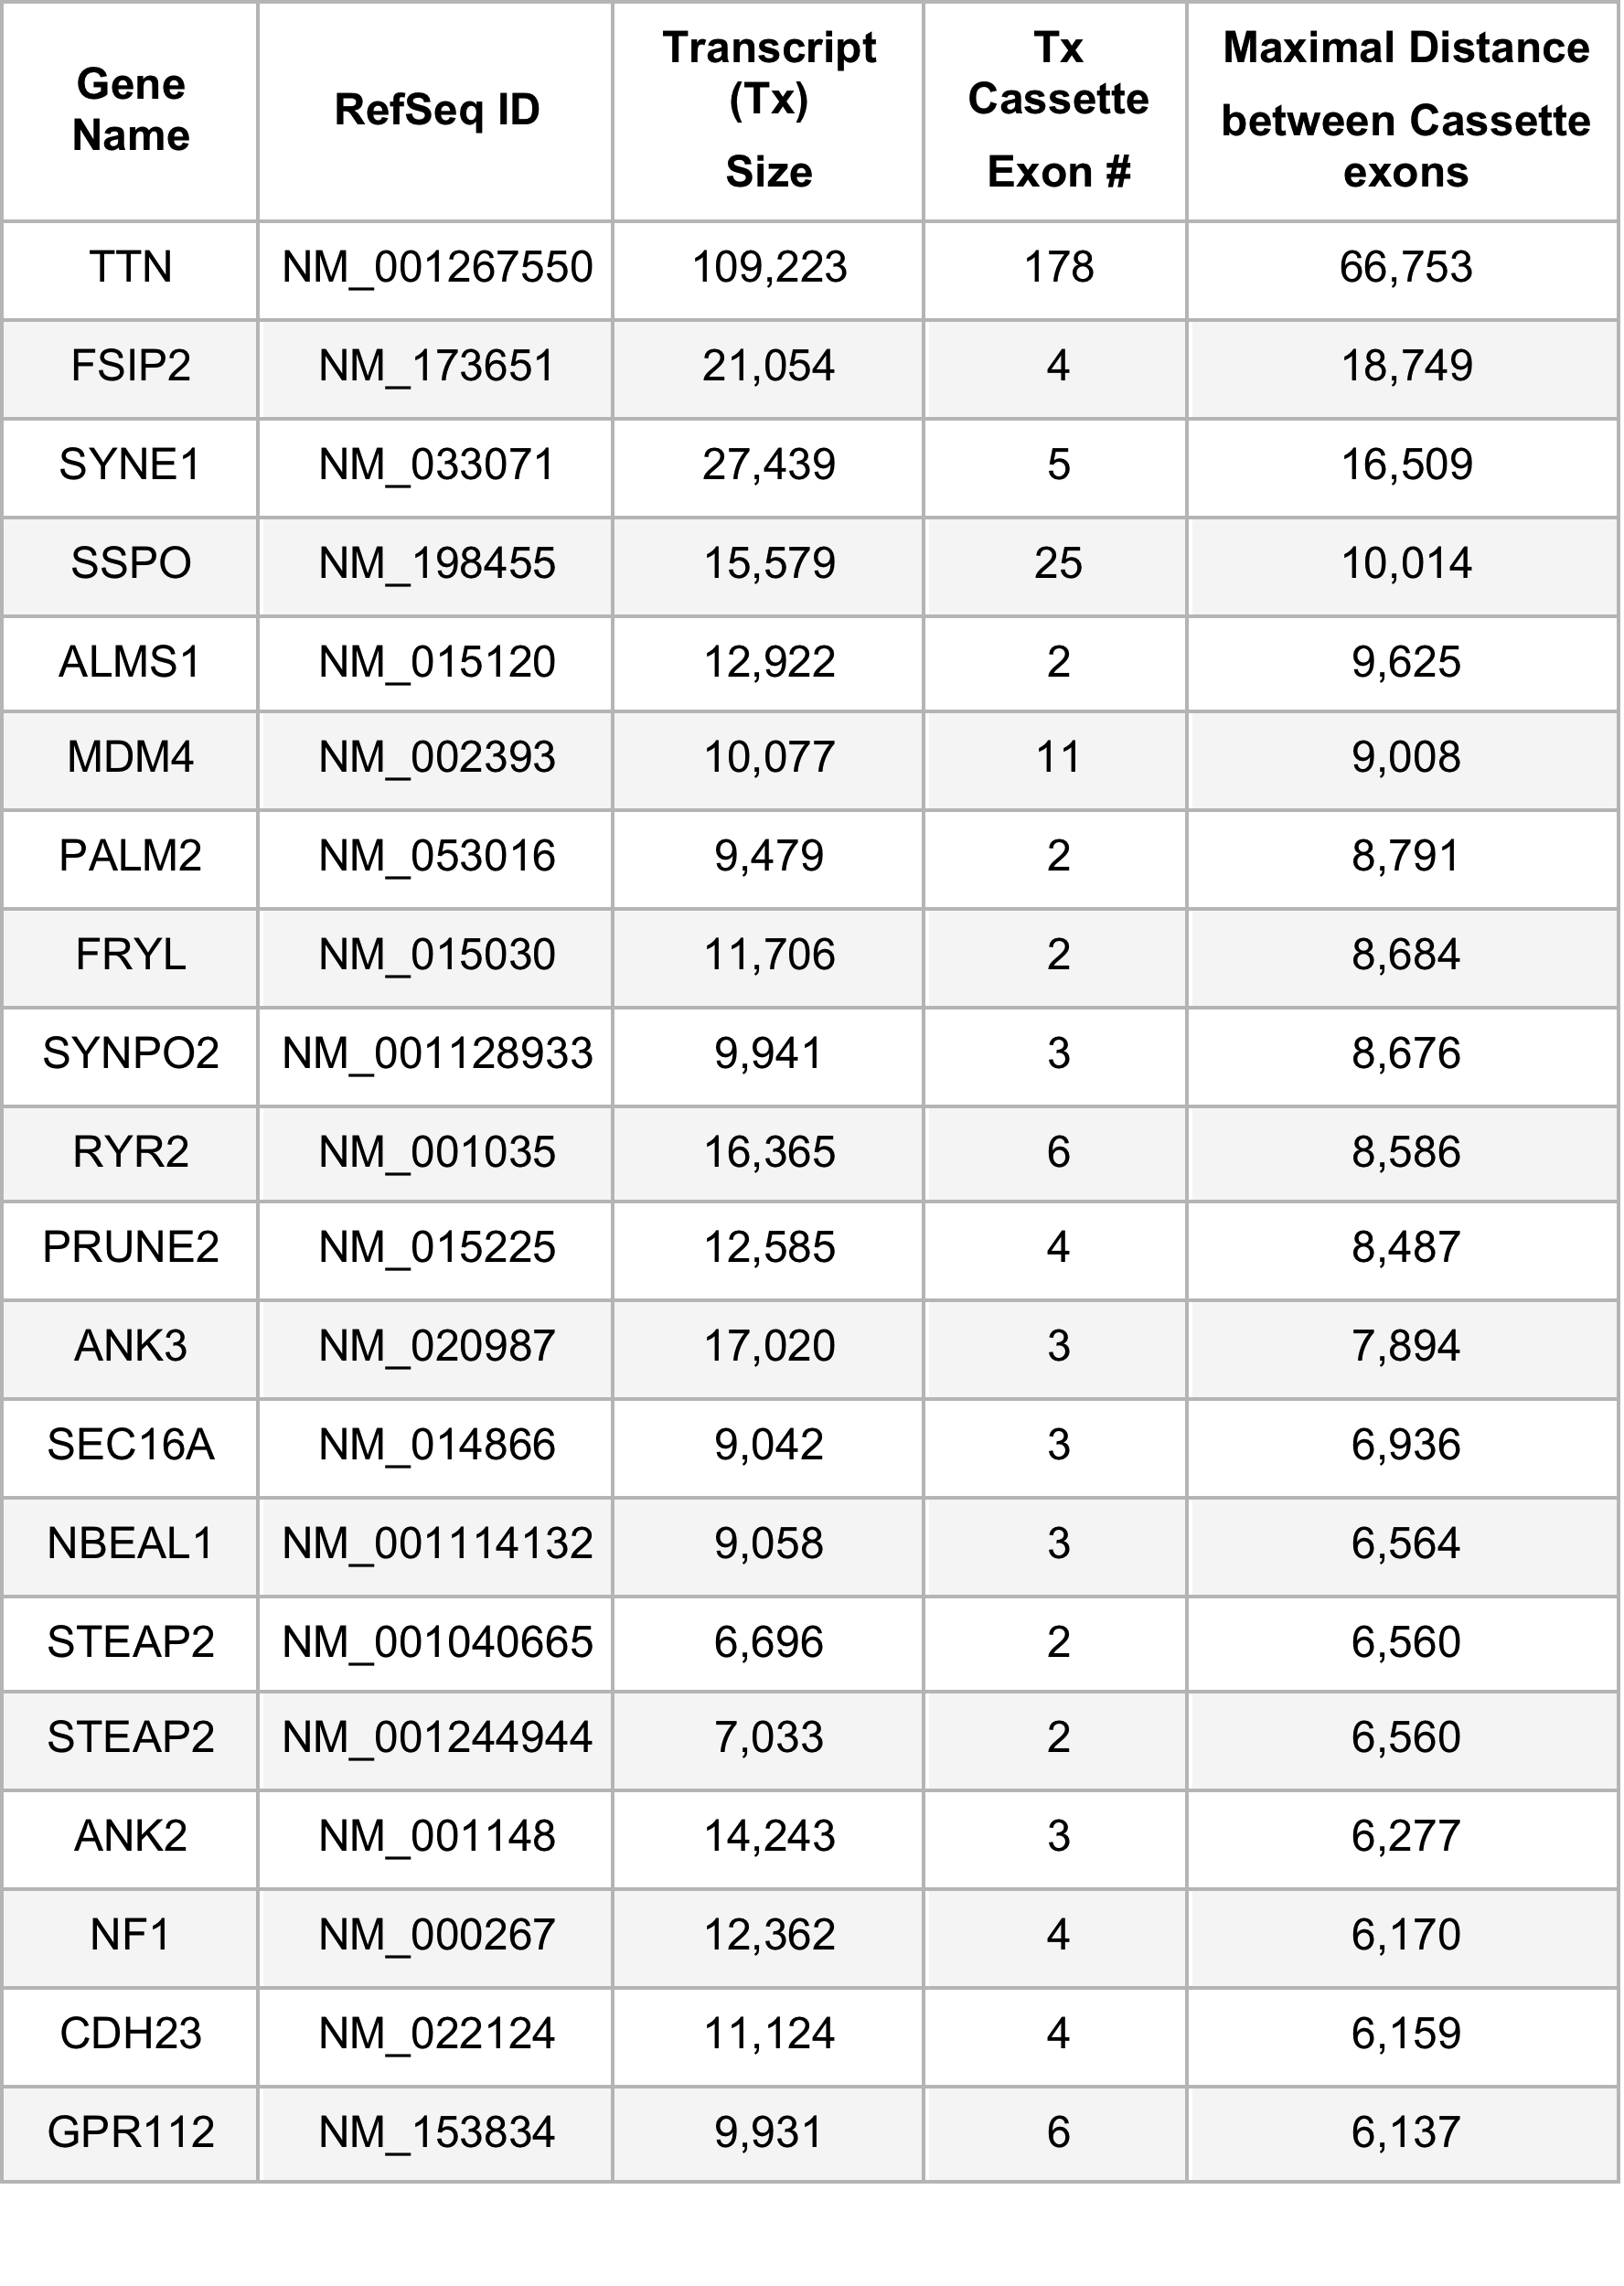 Gene Name RefSeq ID Transcript (Tx) Size Tx Cassette Exon # Maximal Distance between Cassette exons
TTN NM_001267550 109,223 178 66,753
FSIP2 NM_173651 21,054 4 18,749
SYNE1 NM_033071 27,439 5 16,509
SSPO NM_198455 15,579 25 10,014
ALMS1 NM_015120 12,922 2 9,625
MDM4 NM_002393 10,077 11 9,008
PALM2 NM_053016 9,479 2 8,791
FRYL NM_015030 11,706 2 8,684
SYNPO2 NM_001128933 9,941 3 8,676
RYR2 NM_001035 16,365 6 8,586
PRUNE2 NM_015225 12,585 4 8,487
ANK3 NM_020987 17,020 3 7,894
SEC16A NM_014866 9,042 3 6,936
NBEAL1 NM_001114132 9,058 3 6,564
STEAP2 NM_001040665 6,696 2 6,560
STEAP2 NM_001244944 7,033 2 6,560
ANK2 NM_001148 14,243 3 6,277
NF1 NM_000267 12,362 4 6,170
CDH23 NM_022124 11,124 4 6,159
GPR112 NM_153834 9,931 6 6,137